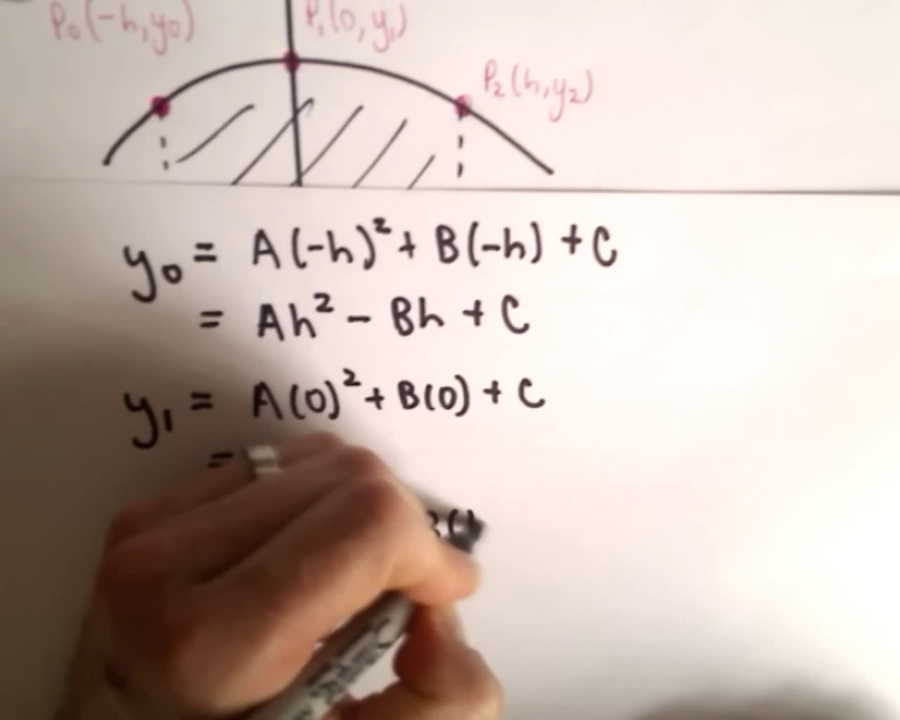 P₀(-h,y₀) P₁(0,y₁)
P₂(h,y₂)
y₀ = A(-h)² + B(-h) + C
= Ah² - Bh + C
y₁ = A(0)² + B(0) + C
=
B(